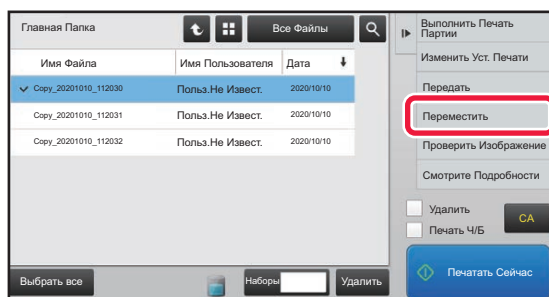 Главная Папка
Все Файлы
Имя Файла
Имя Пользователя
Дата
Copy_20201010_112030
Польз.Не Извест.
2020/10/10
Copy_20201010_112031
Польз.Не Извест.
2020/10/10
Copy_20201010_112032
Польз.Не Извест.
2020/10/10
Выбрать все
Наборы
Удалить
Выполнить Печать
Партии
Изменить Уст. Печати
Передать
Переместить
Проверить Изображение
Смотрите Подробности
Удалить
Печать Ч/Б
CA
Печатать Сейчас